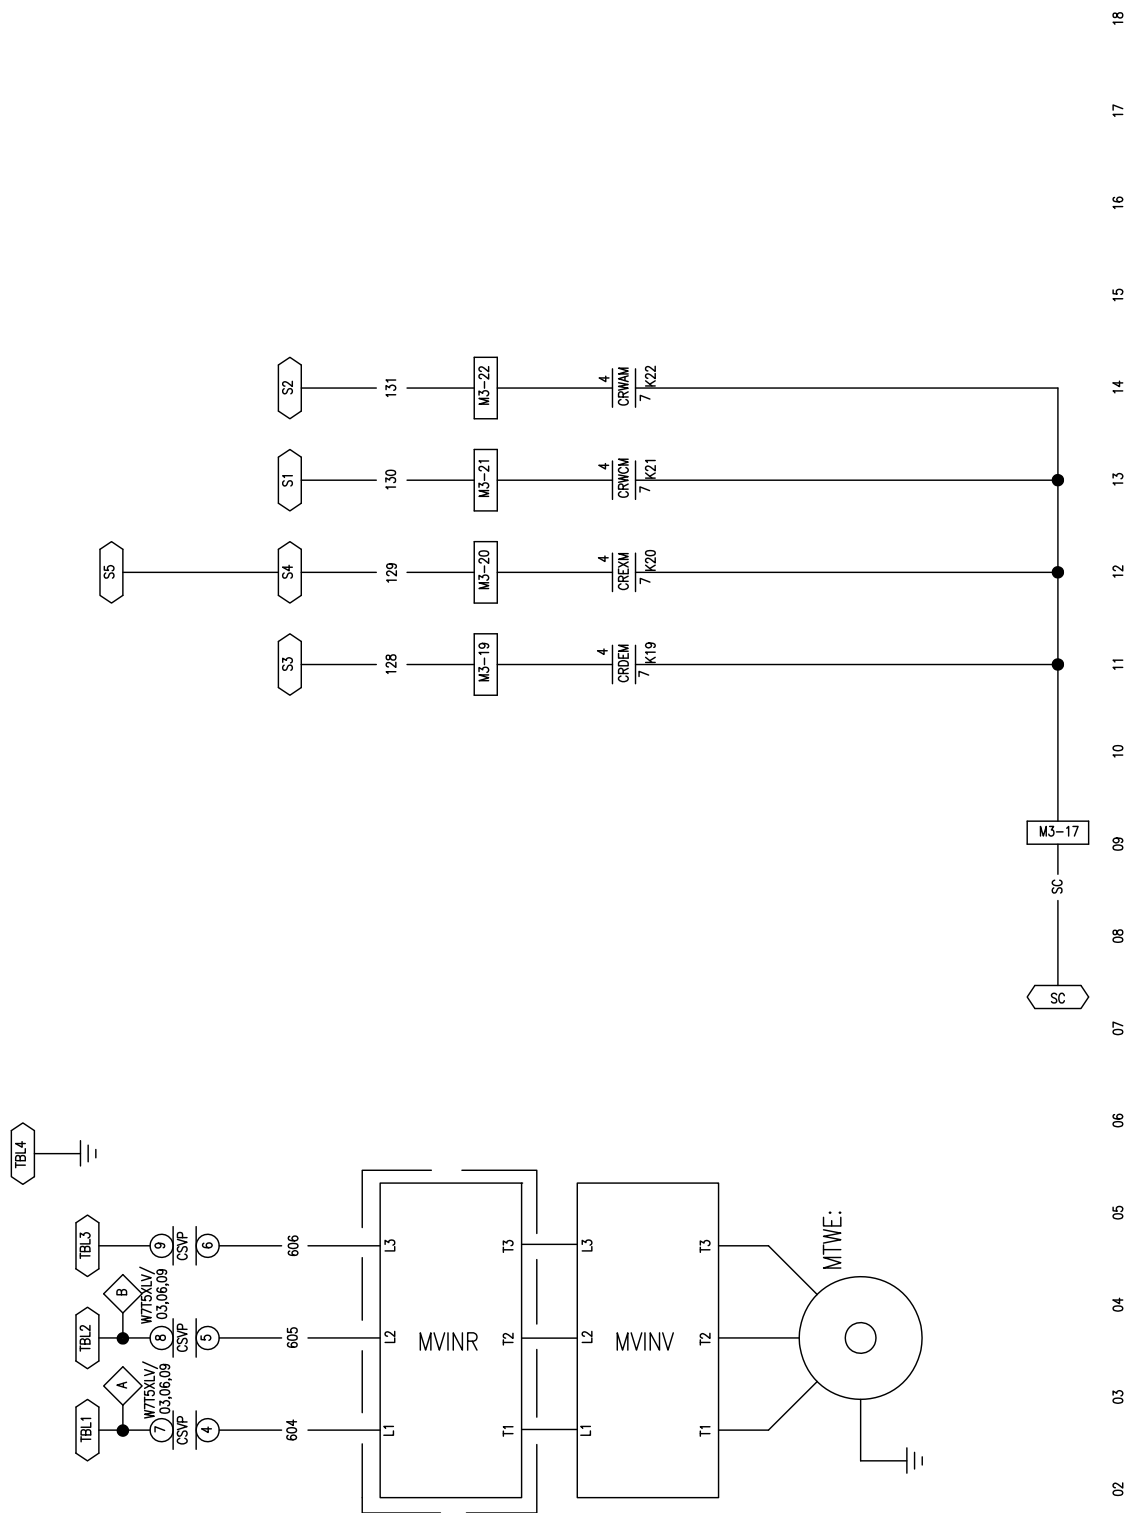 TBL4
TBL1
TBL2
TBL3
A
B
W7T5XLV/
03,06,09
W7T5XLV/
03,06,09
7
8
9
CSVP
CSVP
CSVP
4
5
6
604
605
606
L1
L2
L3
MVINR
T1
T2
T3
L1
L2
L3
MVINV
T1
T2
T3
MTWE:
S5
S3
S4
S1
S2
128
129
130
131
M3-19
M3-20
M3-21
M3-22
4
4
4
4
CRDEM
CREXM
CRWCM
CRWAM
7
K19
7
K20
7
K21
7
K22
SC
SC
M3-17
02
03
04
05
06
07
08
09
10
11
12
13
14
15
16
17
18